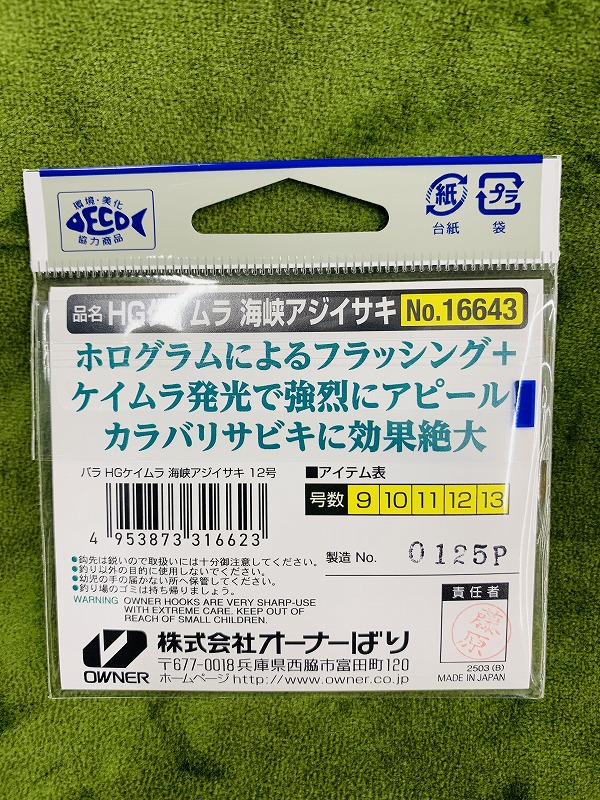 環境・美化
DECO
協力商品
紙
台紙
プラ
袋
品名 HGケイムラ 海峡アジイサキ No.16643
ホログラムによるフラッシング＋
ケイムラ発光で強烈にアピール
カラバリサビキに効果絶大
バラ HGケイムラ 海峡アジイサキ 12号
4 953873 316623
■アイテム表
号数 9 10 11 12 13
製造 No. 0125P
●鈎先は鋭いので取扱いには十分御注意してください。
●釣り以外の目的に使用しないでください。
●幼児の手の届かない所へ保管してください。
●釣り場のゴミは持ち帰りましょう。
WARNING OWNER HOOKS ARE VERY SHARP-USE
WITH EXTREME CARE. KEEP OUT OF
REACH OF SMALL CHILDREN.
責任者
藤原
2503 (B)
MADE IN JAPAN
OWNER
株式会社オーナーばり
〒677-0018 兵庫県西脇市富田町120
ホームページ http://www.owner.co.jp